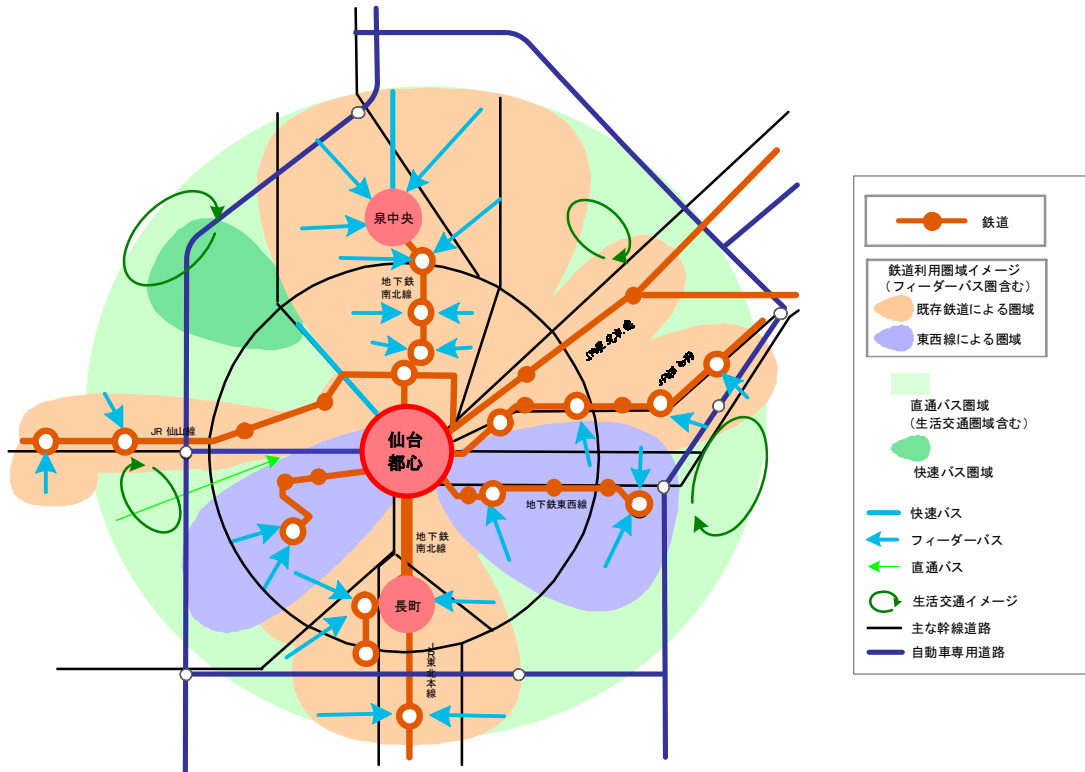 泉中央
地下鉄
南北線
JR 仙山線
仙台
都心
地下鉄東西線
地下鉄
南北線
長町
JR東北本線
鉄道
鉄道利用圏域イメージ
(フィーダーバス圏含む)
既存鉄道による圏域
東西線による圏域
直通バス圏域
(生活交通圏域含む)
快速バス圏域
快速バス
フィーダーバス
直通バス
生活交通イメージ
主な幹線道路
自動車専用道路